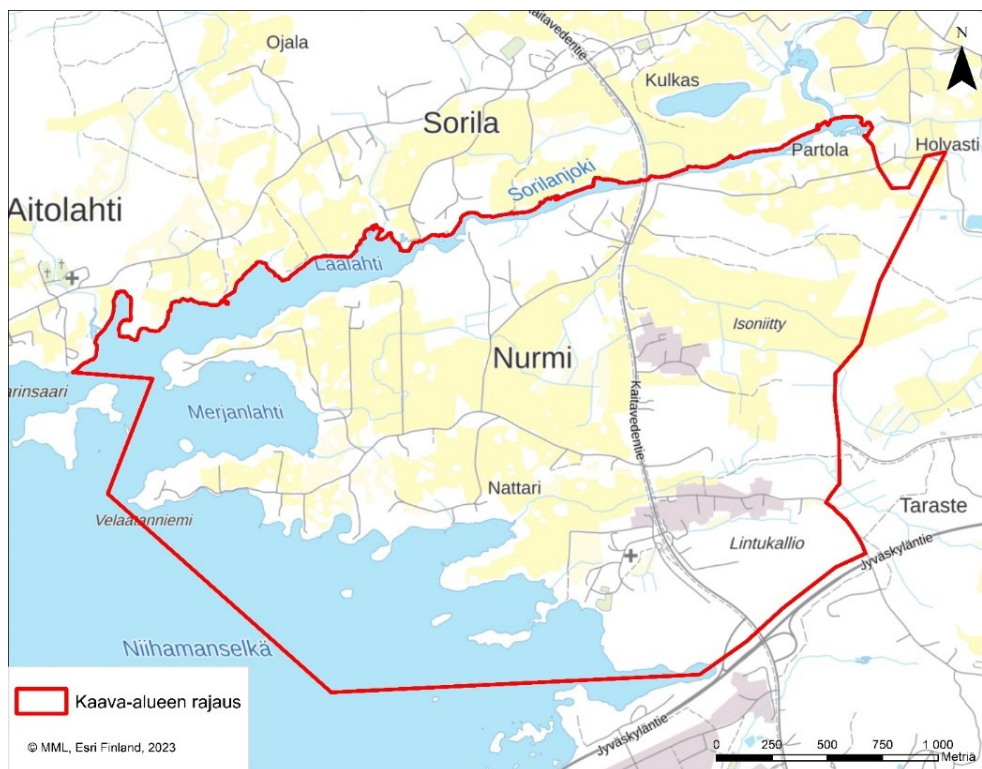 Ojala
Kaitavedentie
N
Kulkas
Sorila
Partola
Holvasti
Sorilanjoki
Aitolahti
Laalahti
Isoniitty
Nurmi
arinsaari
Merjanlahti
Kaitavedentie
Nattari
Velaatanniemi
Taraste
Lintukallio
Jyväskyläntie
Niihamanselkä
Kaava-alueen rajaus
Jyväskyläntie
© MML, Esri Finland, 2023
0 250 500 750 1 000
Metriä